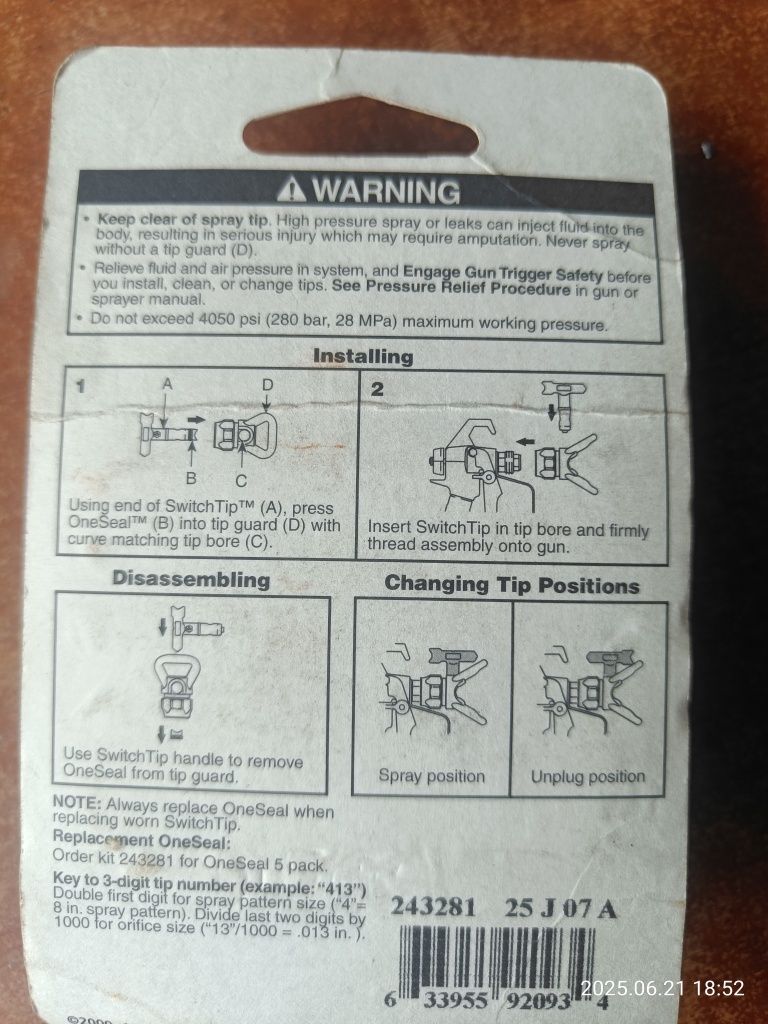 WARNING
• Keep clear of spray tip. High pressure spray or leaks can inject fluid into the
body, resulting in serious injury which may require amputation. Never spray
without a tip guard (D).
• Relieve fluid and air pressure in system, and Engage Gun Trigger Safety before
you install, clean, or change tips. See Pressure Relief Procedure in gun or
sprayer manual.
• Do not exceed 4050 psi (280 bar, 28 MPa) maximum working pressure.
Installing
1
A
D
B
C
Using end of SwitchTip™ (A), press
OneSeal™ (B) into tip guard (D) with
curve matching tip bore (C).
2
Insert SwitchTip in tip bore and firmly
thread assembly onto gun.
Disassembling
Use SwitchTip handle to remove
OneSeal from tip guard.
Changing Tip Positions
Spray position
Unplug position
NOTE: Always replace OneSeal when
replacing worn SwitchTip.
Replacement OneSeal:
Order kit 243281 for OneSeal 5 pack.
Key to 3-digit tip number (example: “413”)
Double first digit for spray pattern size (“4”=
8 in. spray pattern). Divide last two digits by
1000 for orifice size (“13”/1000 = .013 in. ).
243281 25 J 07 A
6 33955 92093 4
2025.06.21 18:52